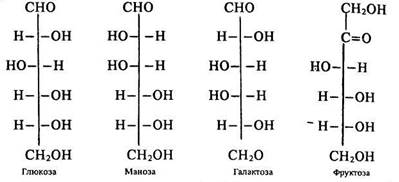 CHO CHO CHO CH₂OH
H–OH HO–H H–OH C=O
HO–H HO–H HO–H HO–H
H–OH H–OH HO–H H–OH
H–OH H–OH H–OH H–OH
CH₂OH CH₂OH CH₂O CH₂OH
Глюкоза Маноза Галактоза Фруктоза